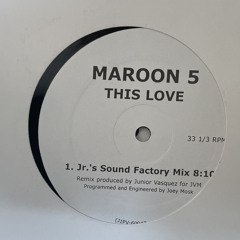 MAROON 5
THIS LOVE
33 1/3 RPM
1. Jr.'s Sound Factory Mix 8:10
Remix produced by Junior Vasquez for JVM
Programmed and Engineered by Joey Mosk